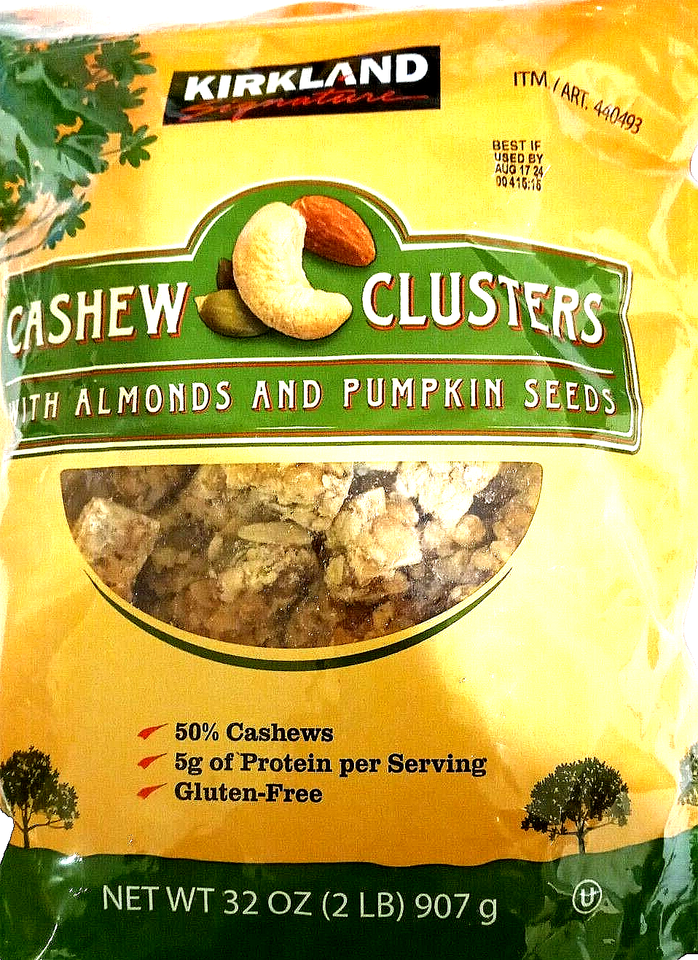 KIRKLAND
Signature
ITM. / ART. 440493
BEST IF
USED BY
AUG 17 24
CASHEW CLUSTERS
WITH ALMONDS AND PUMPKIN SEEDS
50% Cashews
5g of Protein per Serving
Gluten-Free
NET WT 32 OZ (2 LB) 907 g
U